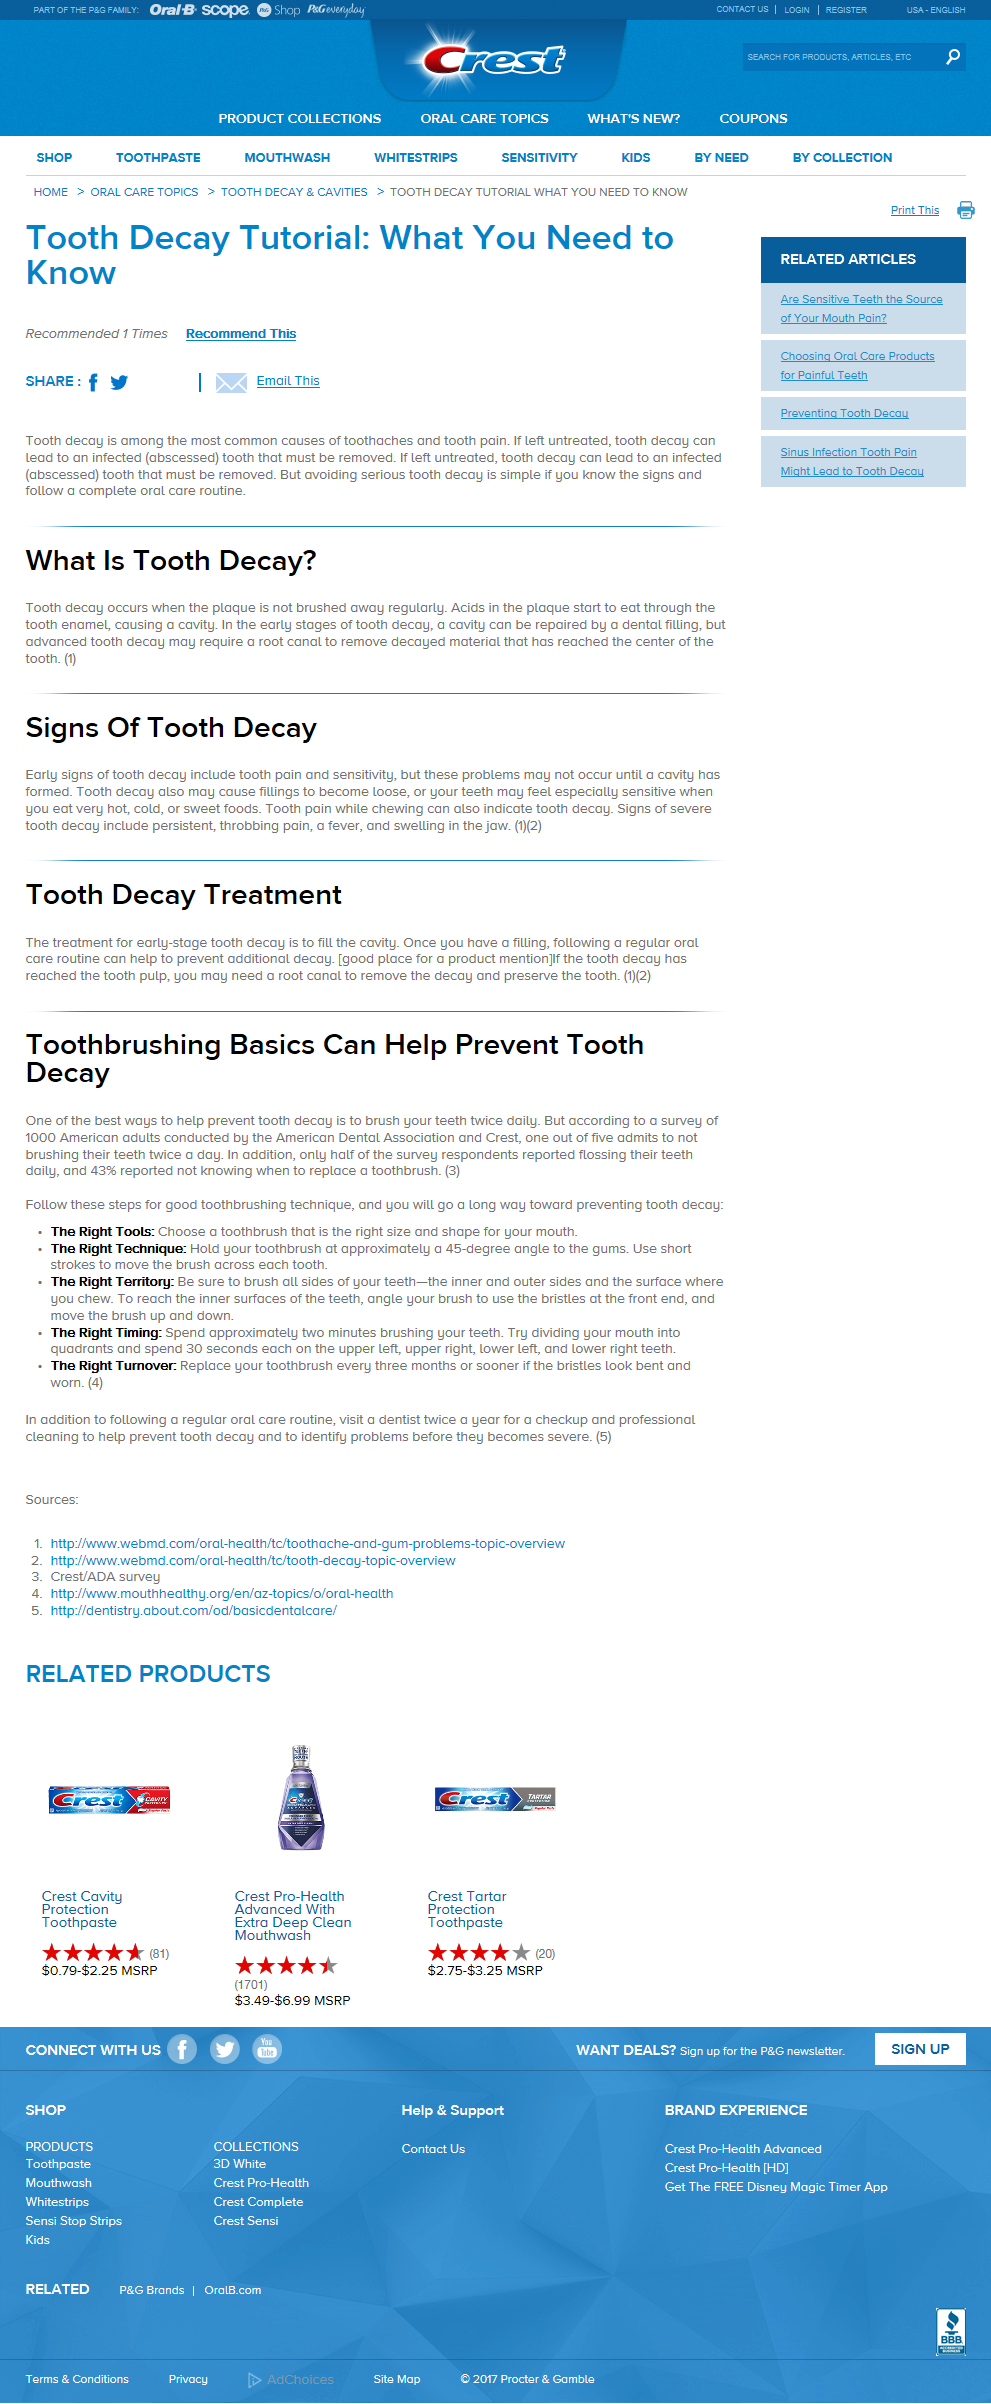 PART OF THE P&G FAMILY: Oral-B scope P&G Shop P&G everyday CONTACT US | LOGIN | REGISTER USA - ENGLISH
Crest
SEARCH FOR PRODUCTS, ARTICLES, ETC
PRODUCT COLLECTIONS ORAL CARE TOPICS WHAT'S NEW? COUPONS
SHOP TOOTHPASTE MOUTHWASH WHITESTRIPS SENSITIVITY KIDS BY NEED BY COLLECTION
HOME > ORAL CARE TOPICS > TOOTH DECAY & CAVITIES > TOOTH DECAY TUTORIAL WHAT YOU NEED TO KNOW
Print This
Tooth Decay Tutorial: What You Need to
Know
Recommended 1 Times Recommend This
SHARE : | Email This
RELATED ARTICLES
Are Sensitive Teeth the Source
of Your Mouth Pain?
Choosing Oral Care Products
for Painful Teeth
Preventing Tooth Decay
Sinus Infection Tooth Pain
Might Lead to Tooth Decay
Tooth decay is among the most common causes of toothaches and tooth pain. If left untreated, tooth decay can
lead to an infected (abscessed) tooth that must be removed. If left untreated, tooth decay can lead to an infected
(abscessed) tooth that must be removed. But avoiding serious tooth decay is simple if you know the signs and
follow a complete oral care routine.
What Is Tooth Decay?
Tooth decay occurs when the plaque is not brushed away regularly. Acids in the plaque start to eat through the
tooth enamel, causing a cavity. In the early stages of tooth decay, a cavity can be repaired by a dental filling, but
advanced tooth decay may require a root canal to remove decayed material that has reached the center of the
tooth. (1)
Signs Of Tooth Decay
Early signs of tooth decay include tooth pain and sensitivity, but these problems may not occur until a cavity has
formed. Tooth decay also may cause fillings to become loose, or your teeth may feel especially sensitive when
you eat very hot, cold, or sweet foods. Tooth pain while chewing can also indicate tooth decay. Signs of severe
tooth decay include persistent, throbbing pain, a fever, and swelling in the jaw. (1)(2)
Tooth Decay Treatment
The treatment for early-stage tooth decay is to fill the cavity. Once you have a filling, following a regular oral
care routine can help to prevent additional decay. [good place for a product mention]If the tooth decay has
reached the tooth pulp, you may need a root canal to remove the decay and preserve the tooth. (1)(2)
Toothbrushing Basics Can Help Prevent Tooth
Decay
One of the best ways to help prevent tooth decay is to brush your teeth twice daily. But according to a survey of
1000 American adults conducted by the American Dental Association and Crest, one out of five admits to not
brushing their teeth twice a day. In addition, only half of the survey respondents reported flossing their teeth
daily, and 43% reported not knowing when to replace a toothbrush. (3)
Follow these steps for good toothbrushing technique, and you will go a long way toward preventing tooth decay:
• The Right Tools: Choose a toothbrush that is the right size and shape for your mouth.
• The Right Technique: Hold your toothbrush at approximately a 45-degree angle to the gums. Use short
strokes to move the brush across each tooth.
• The Right Territory: Be sure to brush all sides of your teeth—the inner and outer sides and the surface where
you chew. To reach the inner surfaces of the teeth, angle your brush to use the bristles at the front end, and
move the brush up and down.
• The Right Timing: Spend approximately two minutes brushing your teeth. Try dividing your mouth into
quadrants and spend 30 seconds each on the upper left, upper right, lower left, and lower right teeth.
• The Right Turnover: Replace your toothbrush every three months or sooner if the bristles look bent and
worn. (4)
In addition to following a regular oral care routine, visit a dentist twice a year for a checkup and professional
cleaning to help prevent tooth decay and to identify problems before they becomes severe. (5)
Sources:
1. http://www.webmd.com/oral-health/tc/toothache-and-gum-problems-topic-overview
2. http://www.webmd.com/oral-health/tc/tooth-decay-topic-overview
3. Crest/ADA survey
4. http://www.mouthhealthy.org/en/az-topics/o/oral-health
5. http://dentistry.about.com/od/basicdentalcare/
RELATED PRODUCTS
Crest CAVITY
Crest
Crest TARTAR
Crest Cavity
Protection
Toothpaste
(81)
$0.79-$2.25 MSRP
Crest Pro-Health
Advanced With
Extra Deep Clean
Mouthwash
(1701)
$3.49-$6.99 MSRP
Crest Tartar
Protection
Toothpaste
(20)
$2.75-$3.25 MSRP
CONNECT WITH US You Tube WANT DEALS? Sign up for the P&G newsletter. SIGN UP
SHOP
PRODUCTS
Toothpaste
Mouthwash
Whitestrips
Sensi Stop Strips
Kids
COLLECTIONS
3D White
Crest Pro-Health
Crest Complete
Crest Sensi
Help & Support
Contact Us
BRAND EXPERIENCE
Crest Pro-Health Advanced
Crest Pro-Health [HD]
Get The FREE Disney Magic Timer App
RELATED P&G Brands | OralB.com
BBB
ACCREDITED
BUSINESS
Terms & Conditions Privacy AdChoices Site Map © 2017 Procter & Gamble